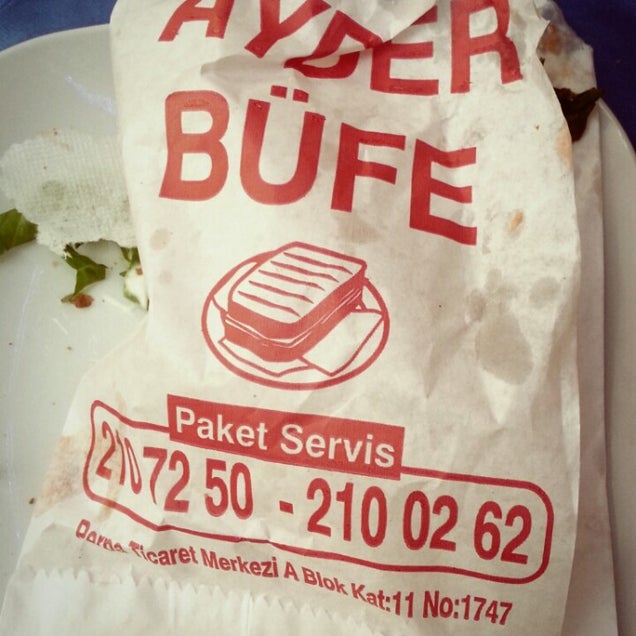 AYDER
BÜFE
Paket Servis
210 72 50 - 210 02 62
Ticaret Merkezi A Blok Kat:11 No:1747